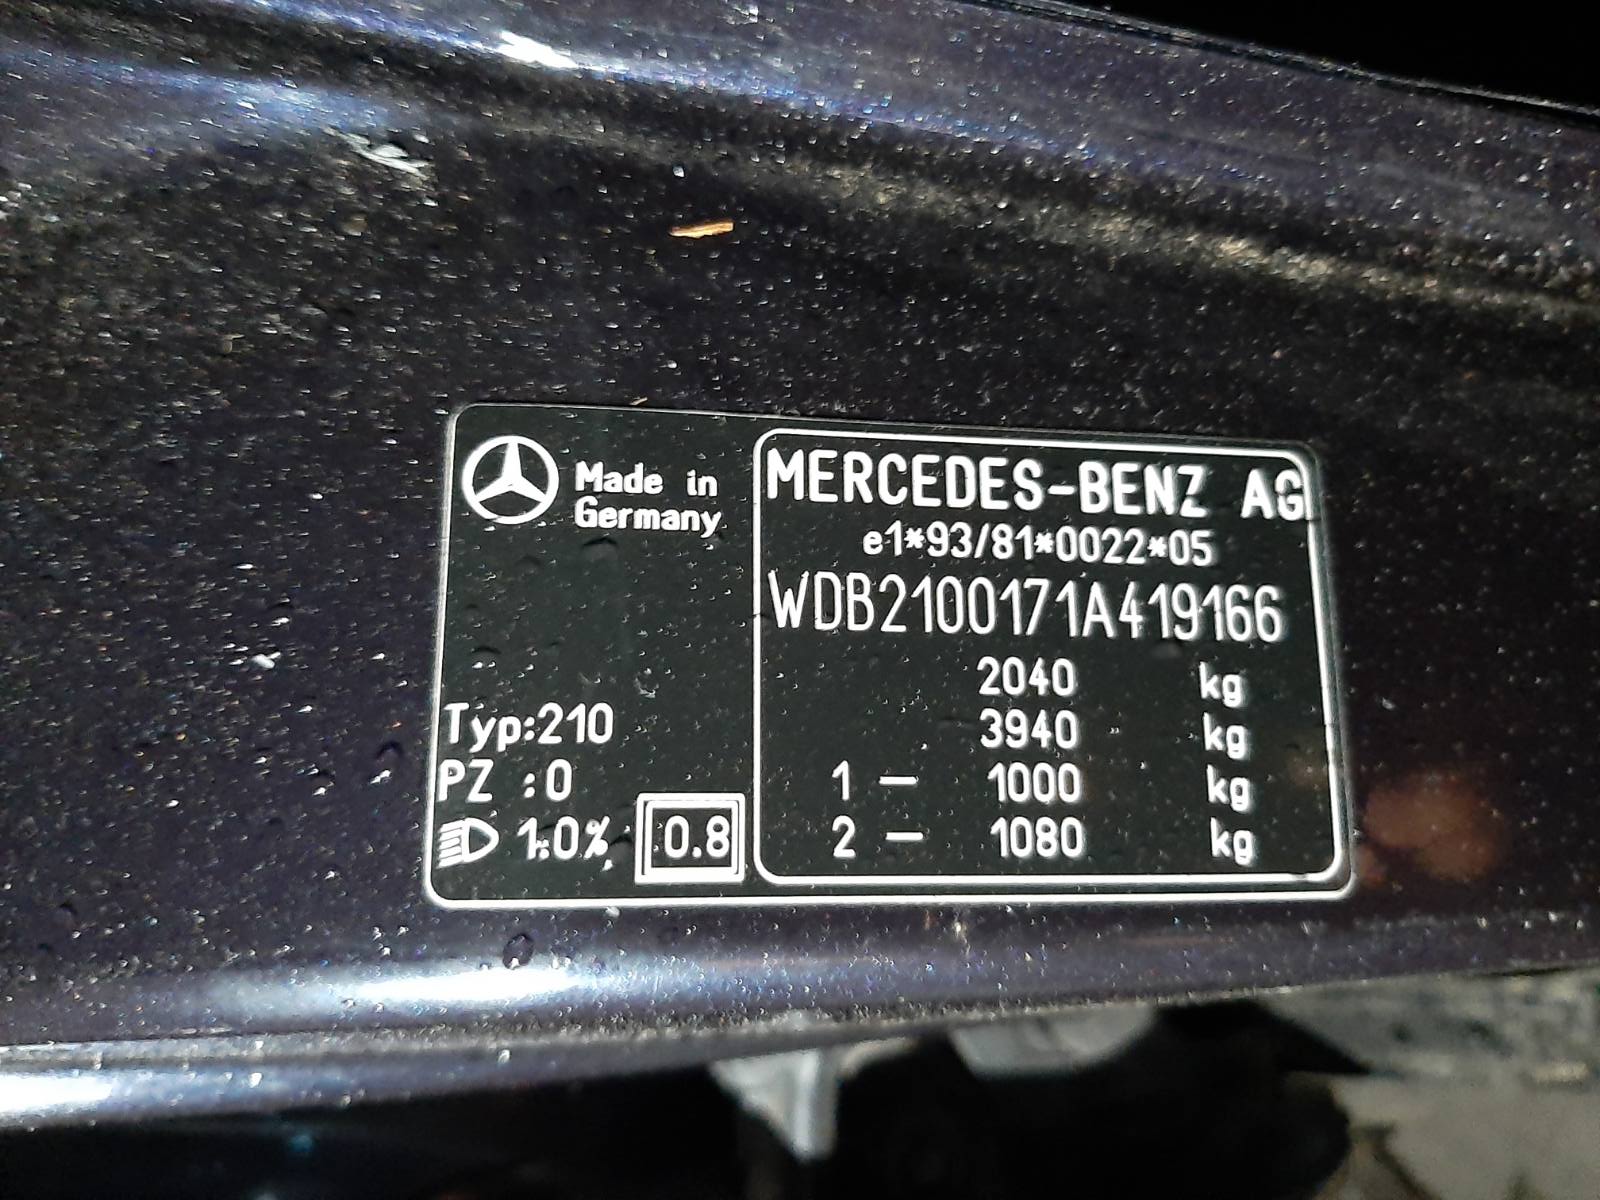 Made in
Germany
Typ:210
PZ :0
1.0%
0.8
MERCEDES-BENZ AG
e1*93/81*0022*05
WDB2100171A419166
2040 kg
3940 kg
1 — 1000 kg
2 — 1080 kg